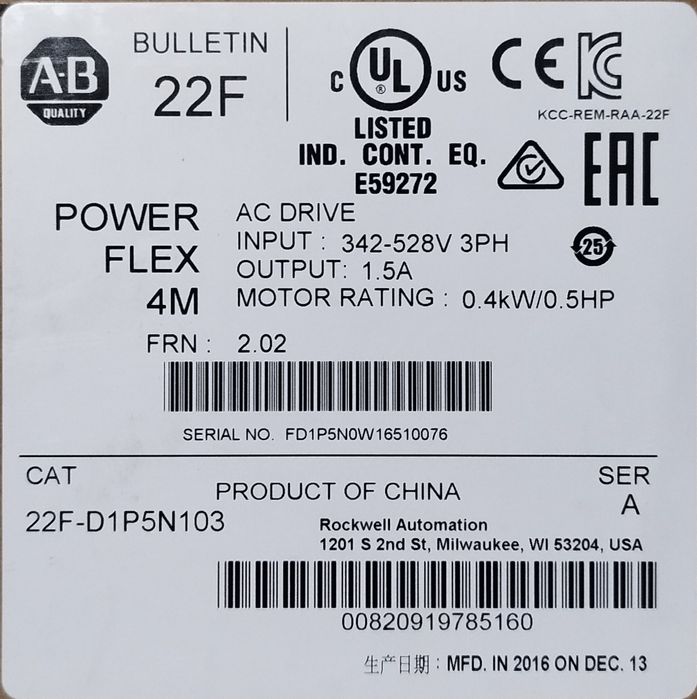 A-B
QUALITY
BULLETIN
22F
C UL US
®
LISTED
IND. CONT. EQ.
E59272
CE KC
KCC-REM-RAA-22F
EAC
25
POWER
FLEX
4M
AC DRIVE
INPUT : 342-528V 3PH
OUTPUT: 1.5A
MOTOR RATING : 0.4kW/0.5HP
FRN : 2.02
SERIAL NO. FD1P5N0W16510076
CAT
22F-D1P5N103
PRODUCT OF CHINA
SER
A
Rockwell Automation
1201 S 2nd St, Milwaukee, WI 53204, USA
00820919785160
生产日期 : MFD. IN 2016 ON DEC. 13